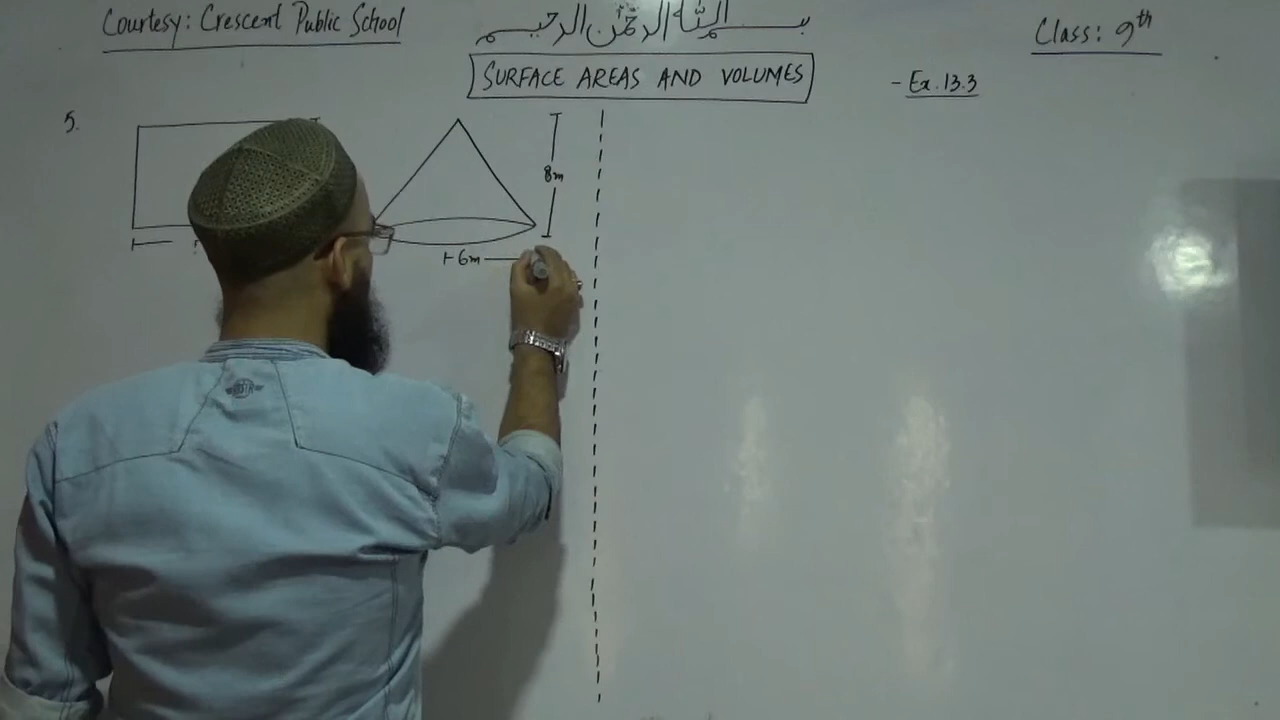 Courtesy: Crescent Public School
بسم اللہ الرحمٰن الرحیم
Class: 9th
SURFACE AREAS AND VOLUMES
- Ex. 13.3
5.
8m
6m